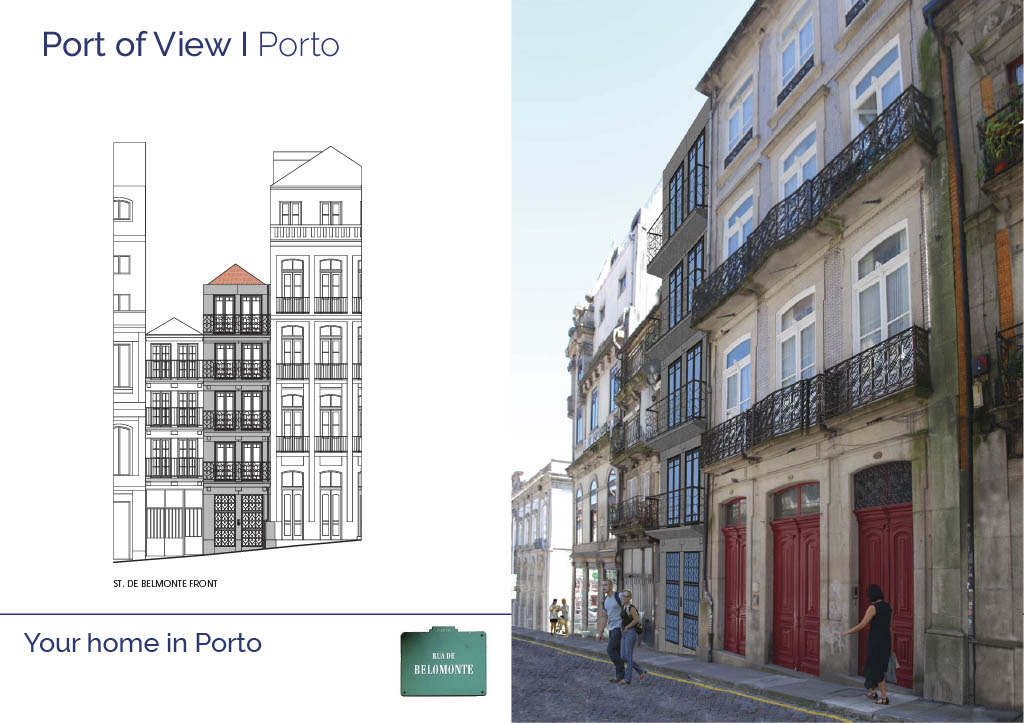 Port of View I Porto
ST. DE BELMONTE FRONT
Your home in Porto
RUA DE
BELOMONTE